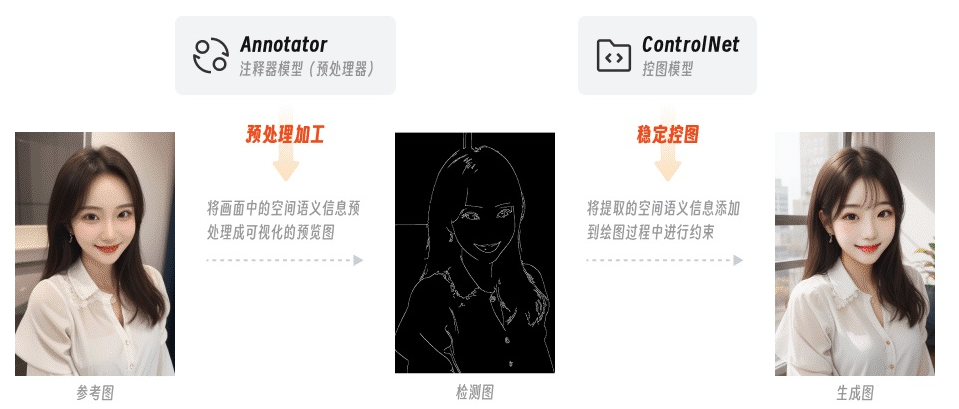 Annotator
注释器模型（预处理器）
ControlNet
控图模型
预处理加工
稳定控图
将画面中的空间语义信息预
处理成可视化的预览图
将提取的空间语义信息添加
到绘图过程中进行约束
参考图
检测图
生成图